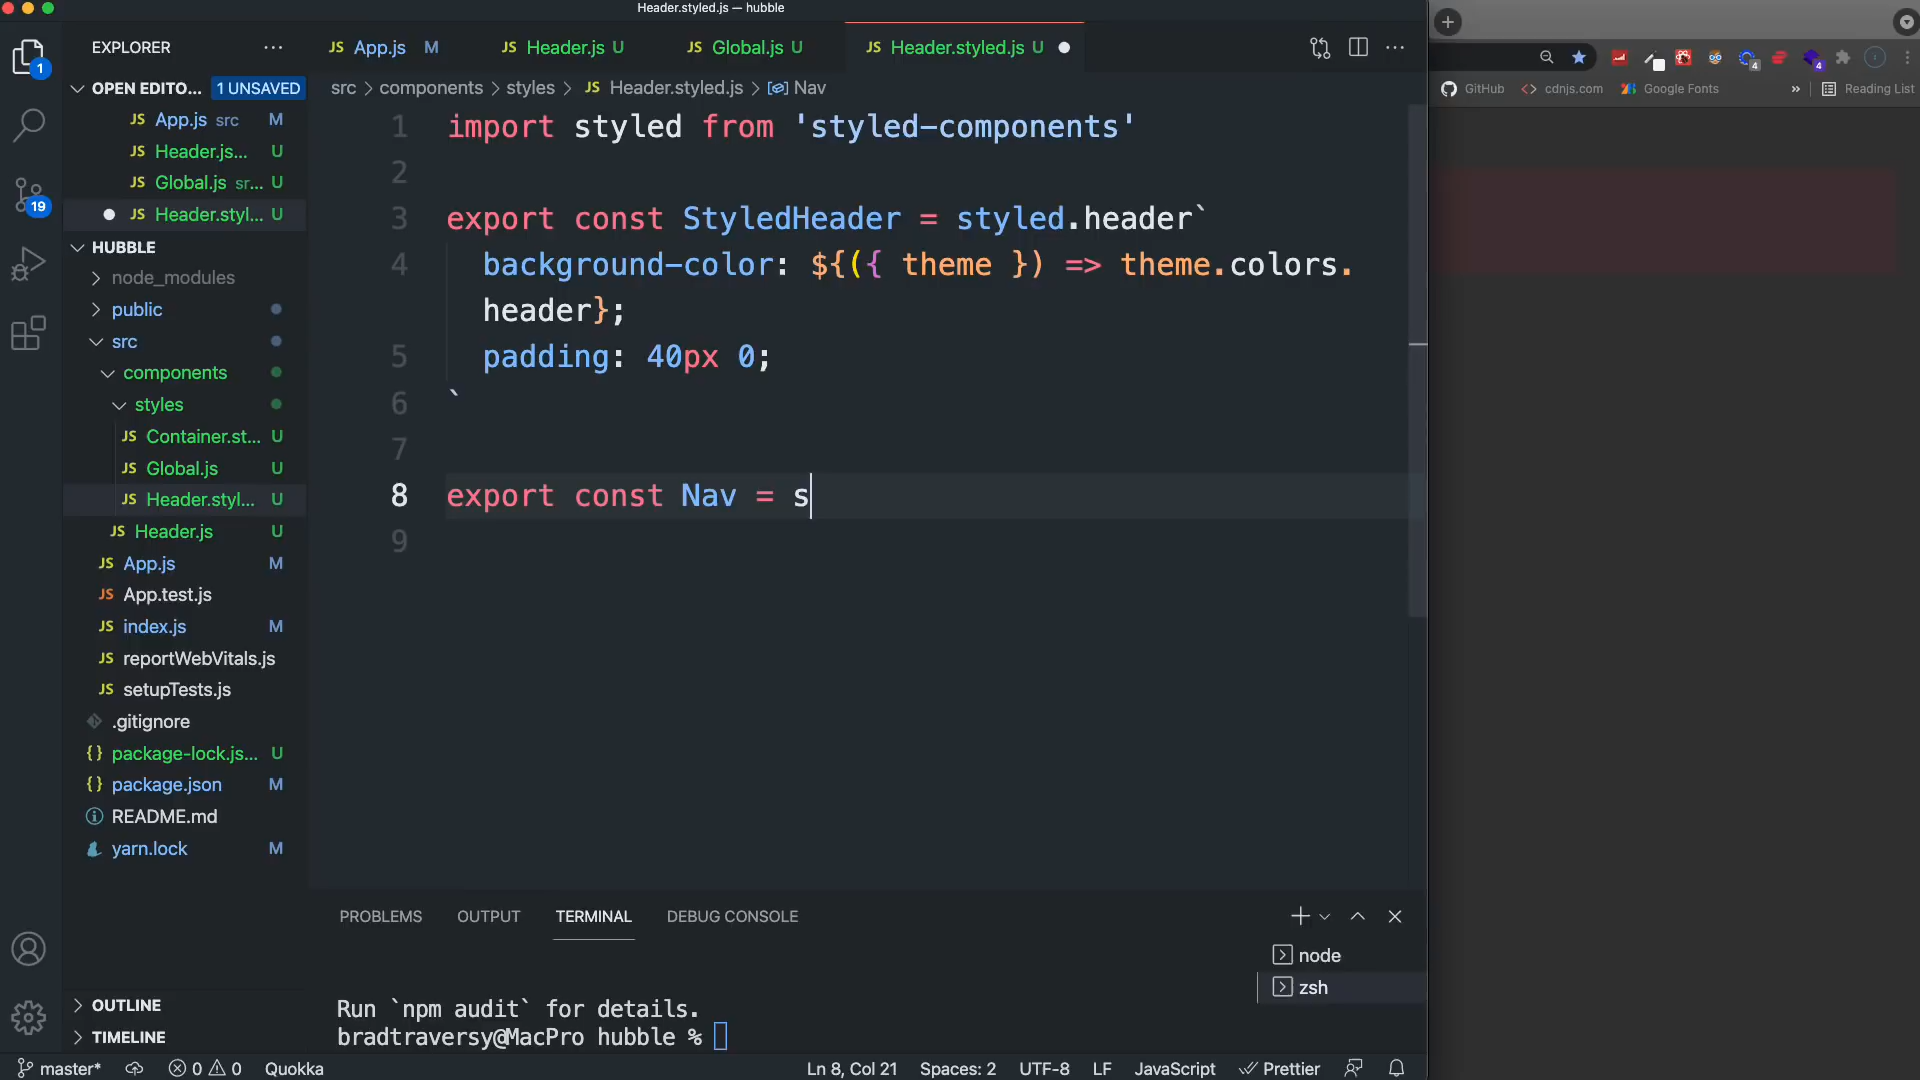 Header.styled.js — hubble
EXPLORER
JS App.js M
JS Header.js U
JS Global.js U
JS Header.styled.js U
OPEN EDITO... 1 UNSAVED
src > components > styles > JS Header.styled.js > Nav
JS App.js src M
JS Header.js... U
JS Global.js sr... U
JS Header.styl... U
HUBBLE
node_modules
public
src
components
styles
JS Container.st... U
JS Global.js U
JS Header.styl... U
JS Header.js U
JS App.js M
JS App.test.js
JS index.js M
JS reportWebVitals.js
JS setupTests.js
.gitignore
{} package-lock.js... U
{} package.json M
README.md
yarn.lock M
OUTLINE
TIMELINE
1
19
1 import styled from 'styled-components'
2
3 export const StyledHeader = styled.header`
4 background-color: ${({ theme }) => theme.colors.
header};
5 padding: 40px 0;
6 `
7
8 export const Nav = s
9
PROBLEMS OUTPUT TERMINAL DEBUG CONSOLE
node
zsh
Run `npm audit` for details.
bradtraversy@MacPro hubble %
master* 0 0 Quokka
Ln 8, Col 21 Spaces: 2 UTF-8 LF JavaScript Prettier
4
4
GitHub
cdnjs.com
Google Fonts
»
Reading List